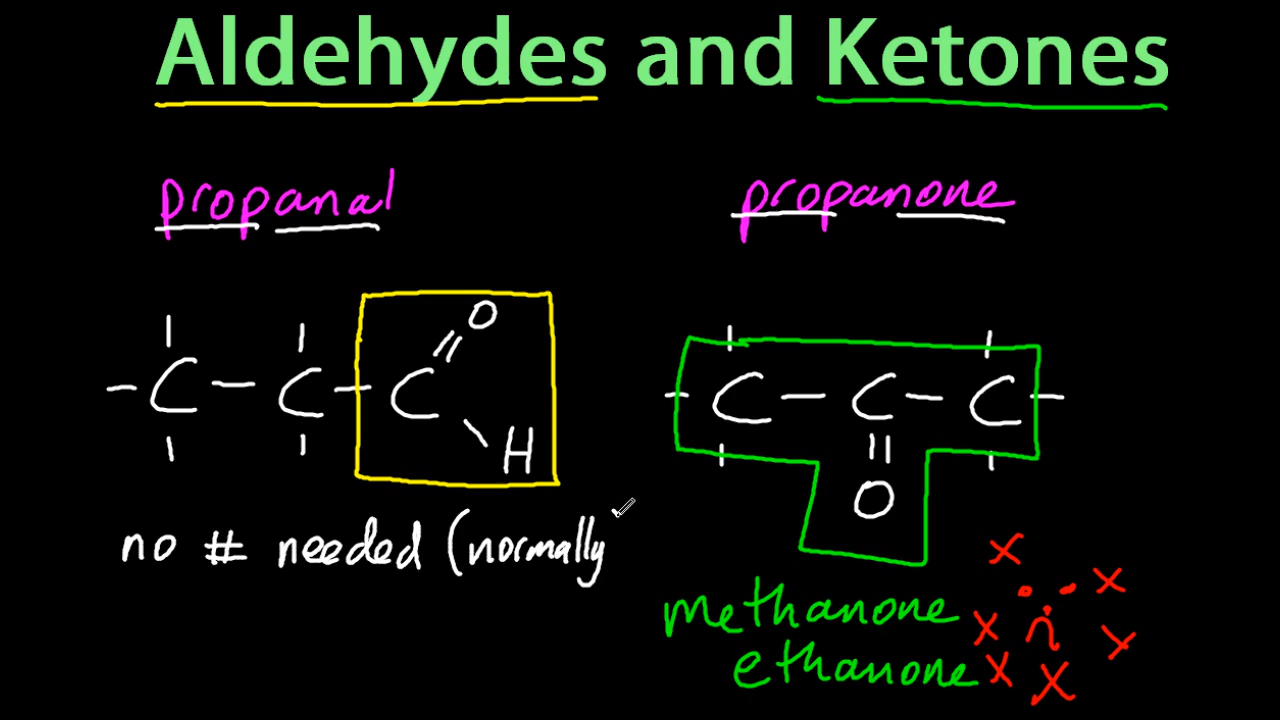 Aldehydes and Ketones
propanal propanone
O
C - C - C C - C - C
H O
no # needed (normally
methanone
ethanone